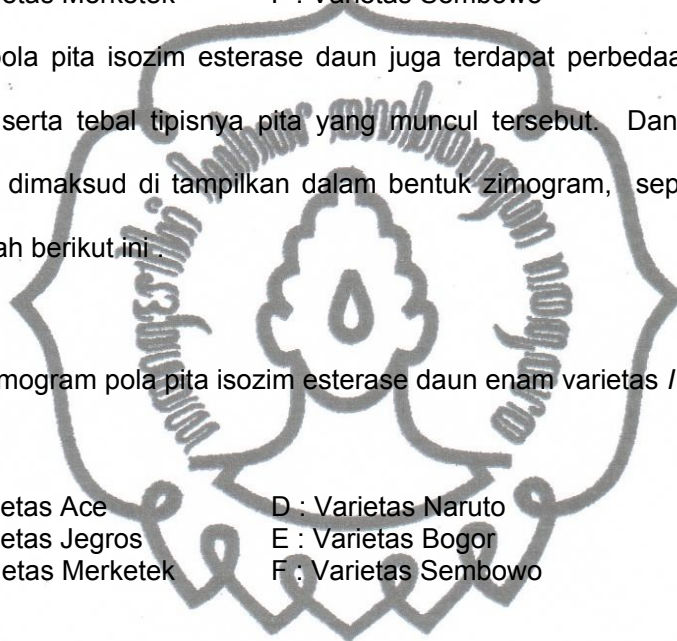 etas Merketek F : Varietas Sembowo
ola pita isozim esterase daun juga terdapat perbedaa
serta tebal tipisnya pita yang muncul tersebut. Dan
dimaksud di tampilkan dalam bentuk zimogram, sep
ah berikut ini :
mogram pola pita isozim esterase daun enam varietas I
etas Ace D : Varietas Naruto
etas Jegros E : Varietas Bogor
etas Merketek F : Varietas Sembowo